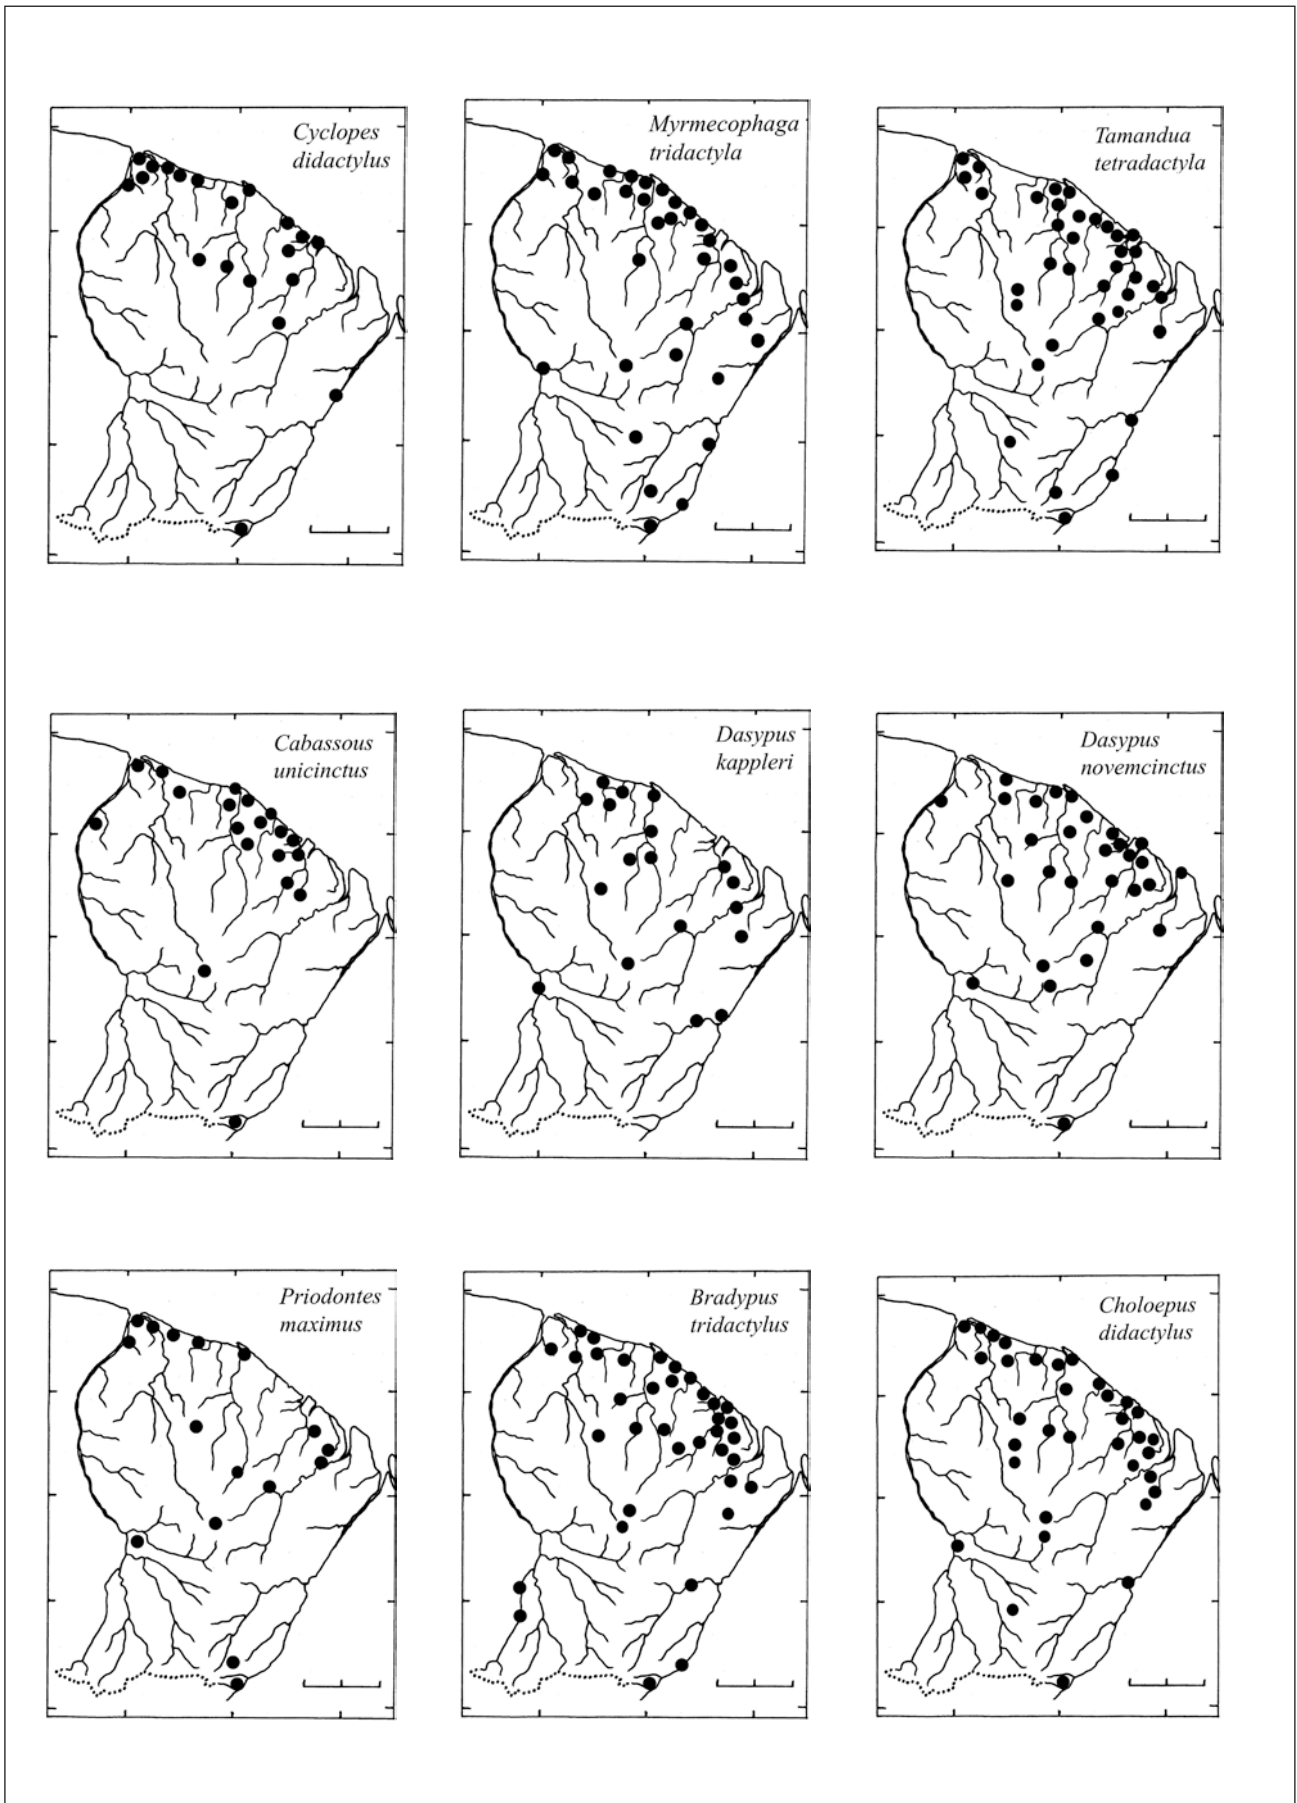 Cyclopes
didactylus
Myrmecophaga
tridactyla
Tamandua
tetradactyla
Cabassous
unicinctus
Dasypus
kappleri
Dasypus
novemcinctus
Priodontes
maximus
Bradypus
tridactylus
Choloepus
didactylus